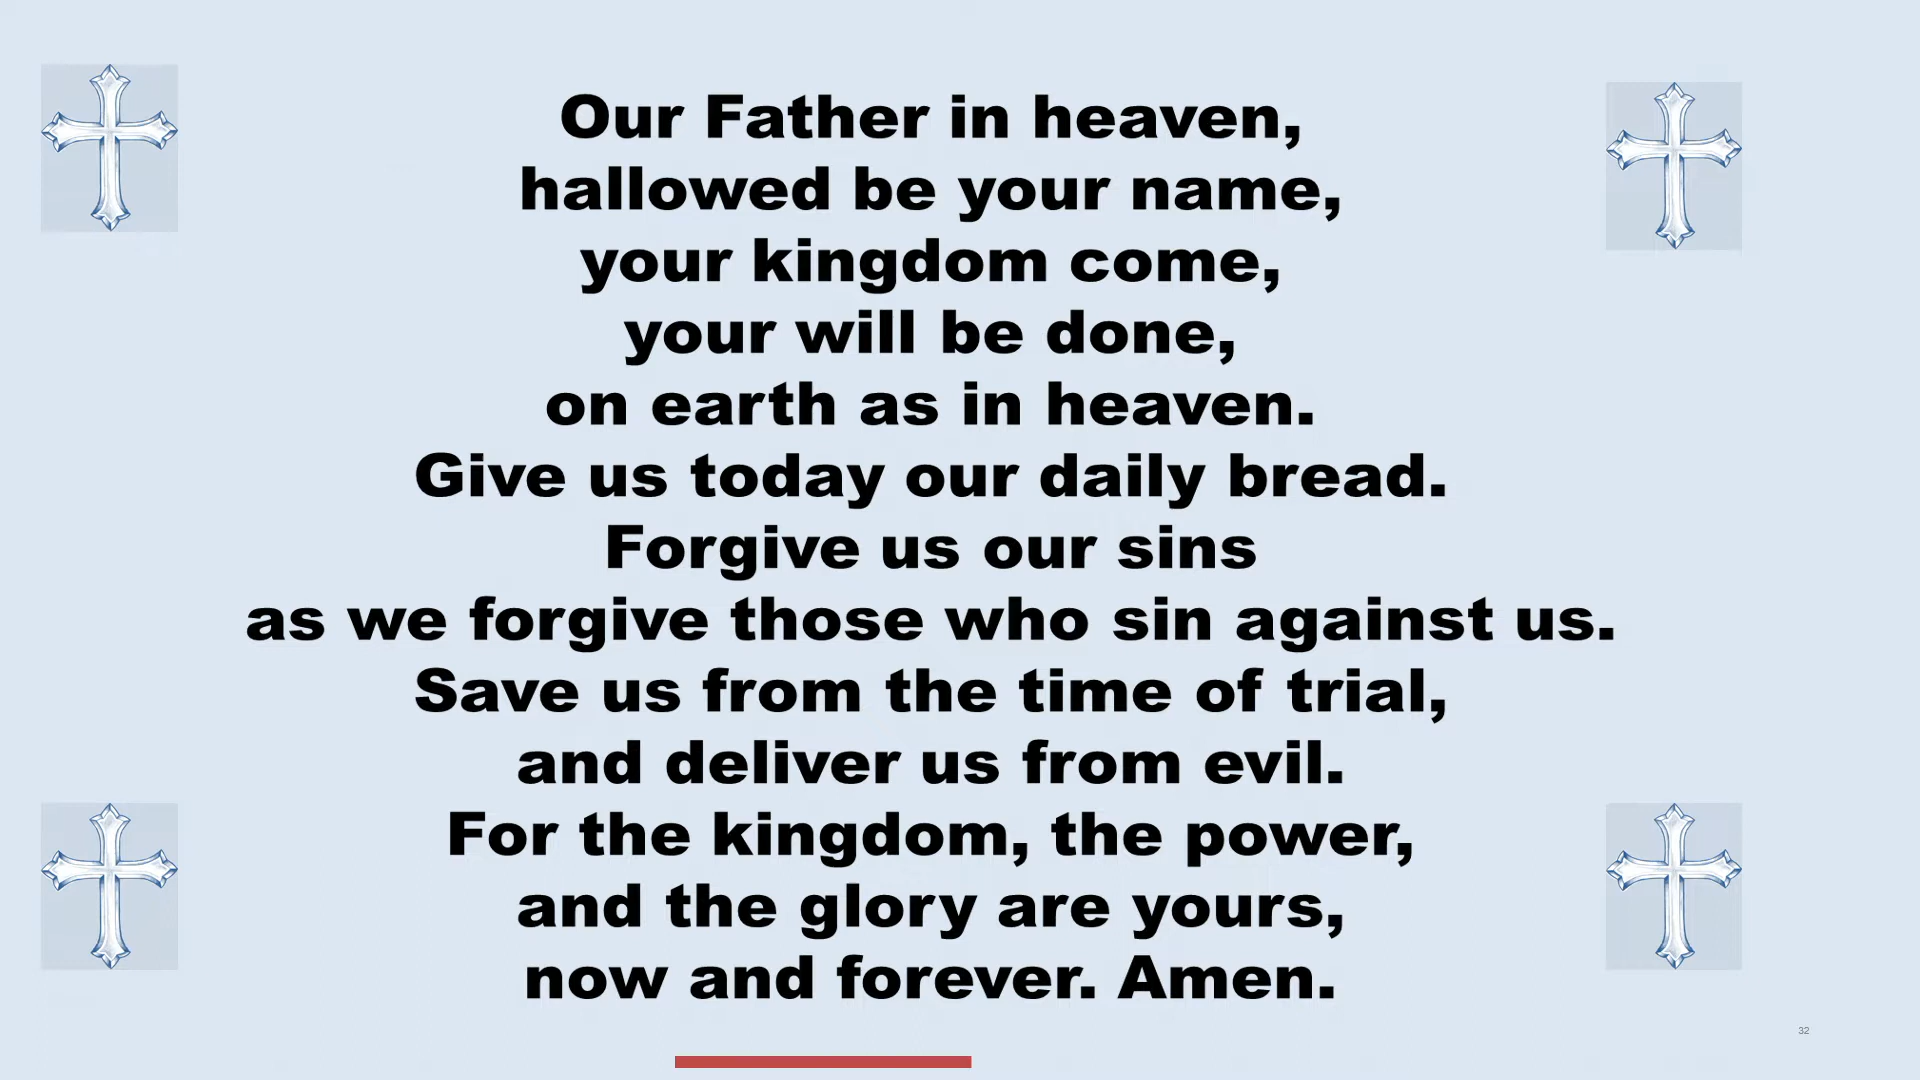 Our Father in heaven,
hallowed be your name,
your kingdom come,
your will be done,
on earth as in heaven.
Give us today our daily bread.
Forgive us our sins
as we forgive those who sin against us.
Save us from the time of trial,
and deliver us from evil.
For the kingdom, the power,
and the glory are yours,
now and forever. Amen.
32